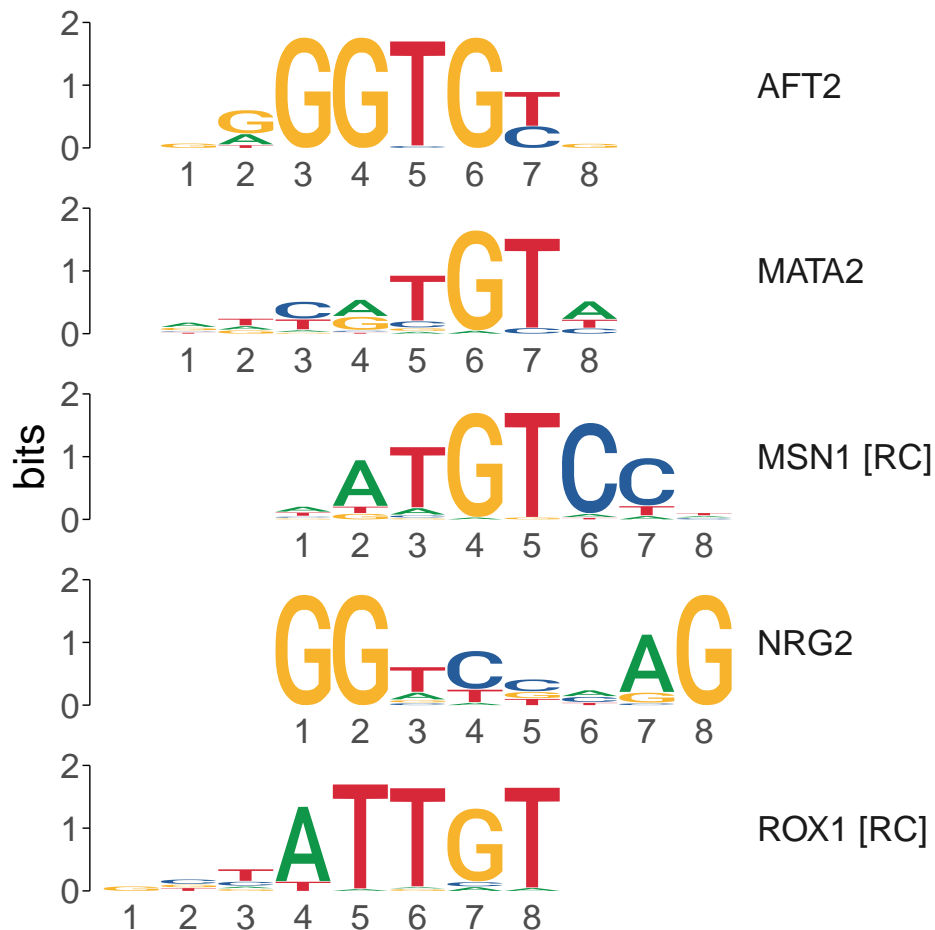 2
1
0
G G G T G T
A C
1 2 3 4 5 6 7 8
AFT2
2
1
0
C A T G T A
1 2 3 4 5 6 7 8
MATA2
bits
2
1
0
A T G T C C
1 2 3 4 5 6 7 8
MSN1 [RC]
2
1
0
G G T C C A A G
1 2 3 4 5 6 7 8
NRG2
2
1
0
T A T T G T
1 2 3 4 5 6 7 8
ROX1 [RC]